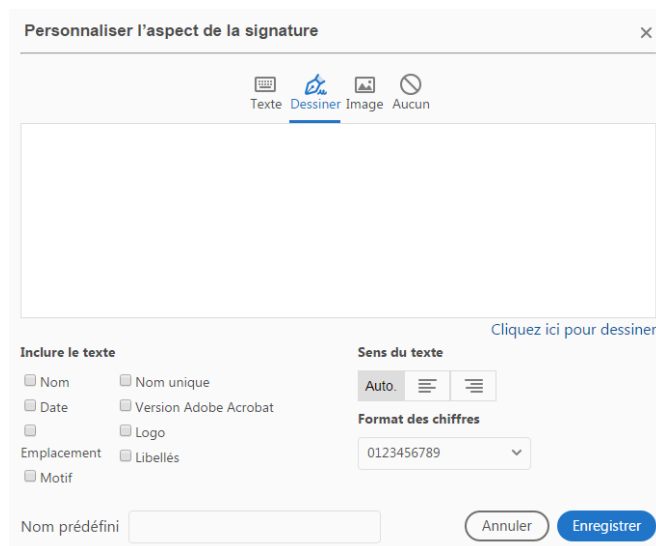 Personnaliser l'aspect de la signature
Texte Dessiner Image Aucun
Cliquez ici pour dessiner
Inclure le texte
Nom
Date
Emplacement
Motif
Nom unique
Version Adobe Acrobat
Logo
Libellés
Sens du texte
Auto.
Format des chiffres
0123456789
Nom prédéfini
Annuler Enregistrer